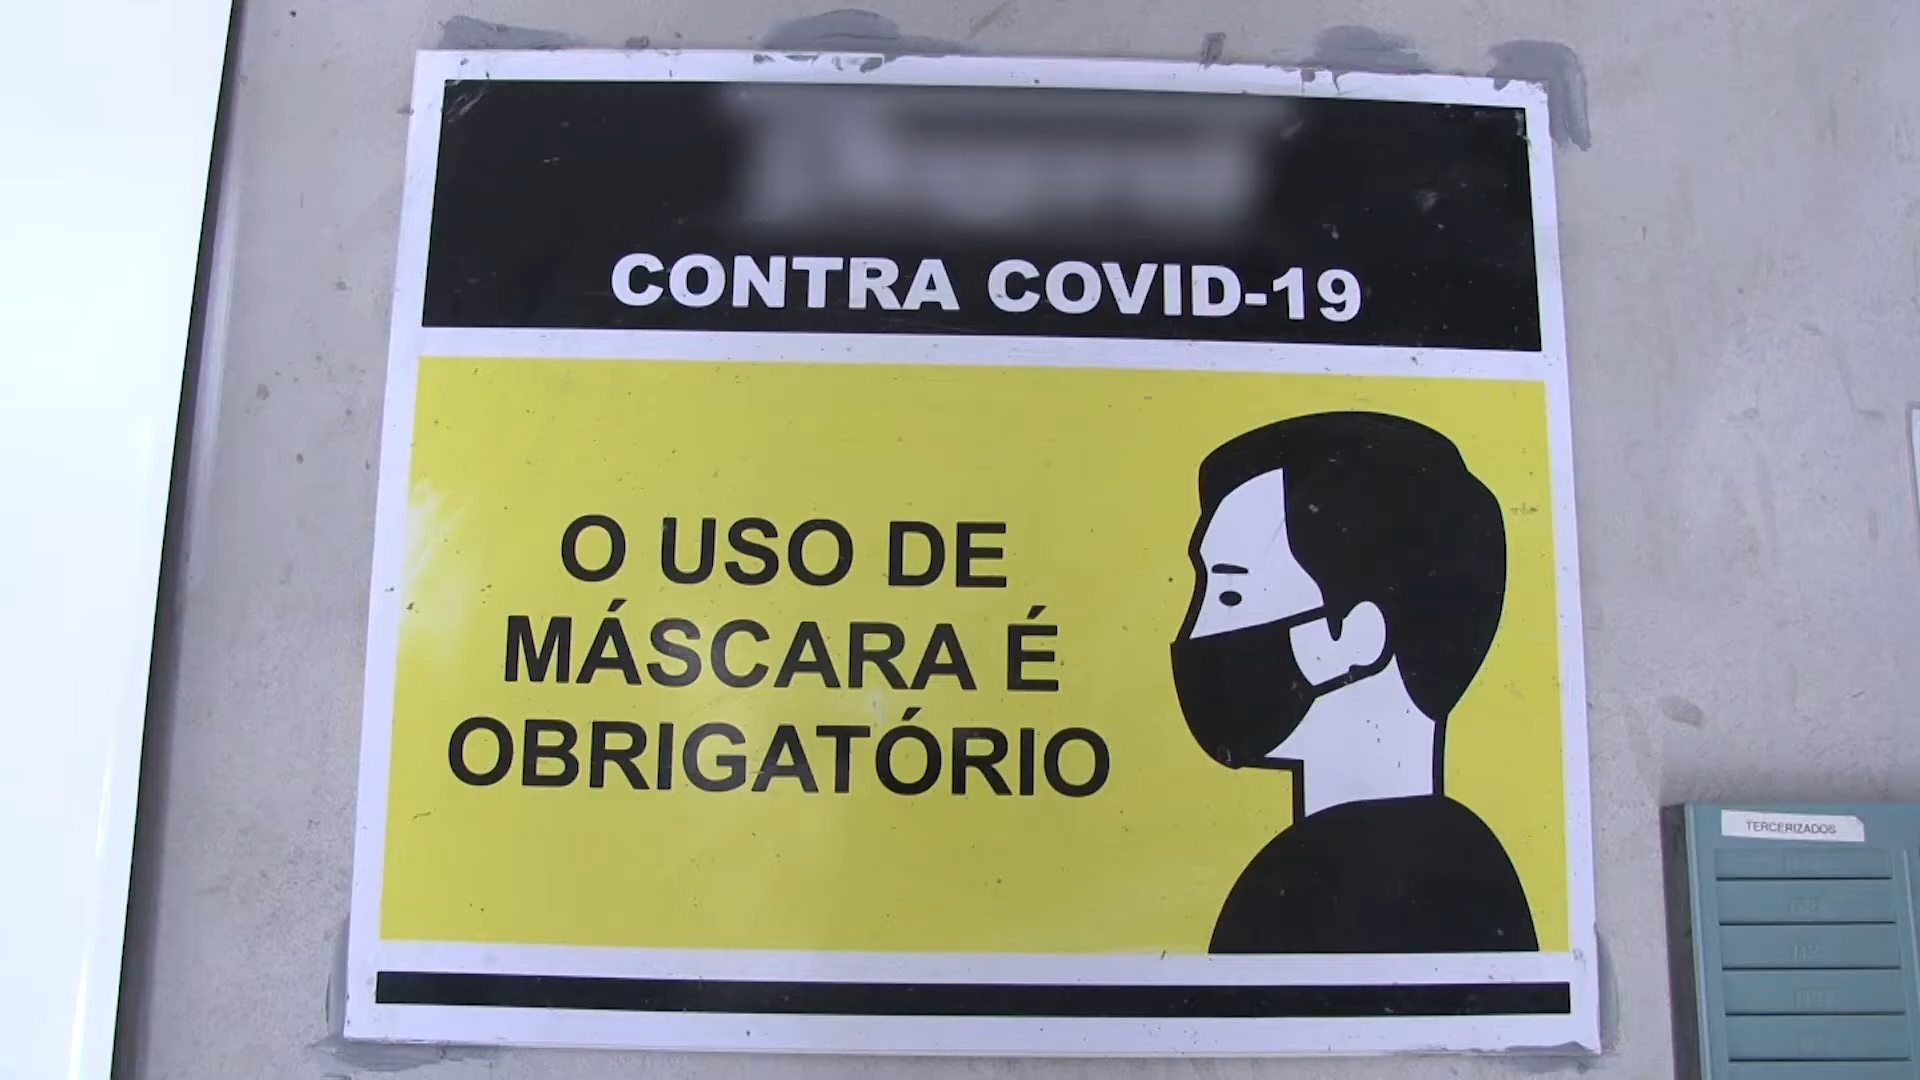 CONTRA COVID-19
O USO DE
MÁSCARA É
OBRIGATÓRIO
TERCERIZADOS